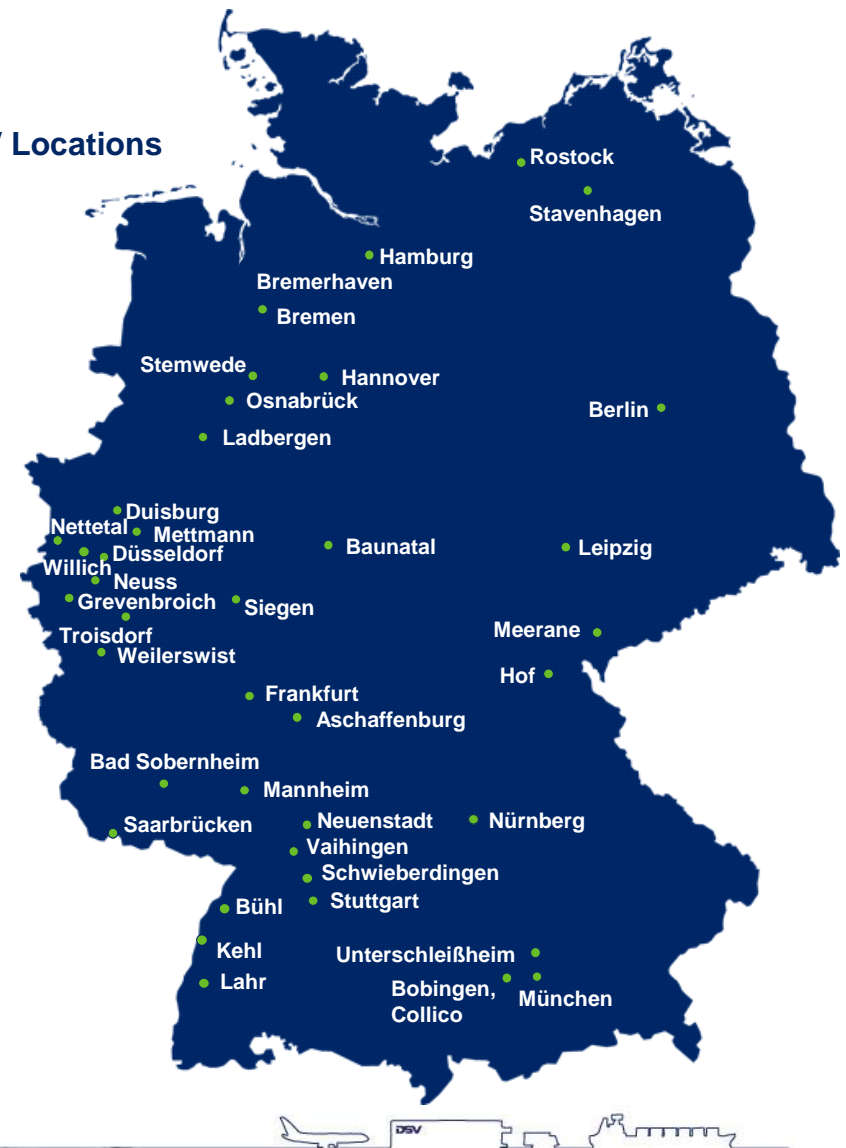 Locations
Rostock
Stavenhagen
Hamburg
Bremerhaven
Bremen
Stemwede
Hannover
Osnabrück
Berlin
Ladbergen
Duisburg
Nettetal
Mettmann
Düsseldorf
Baunatal
Leipzig
Willich
Neuss
Grevenbroich
Siegen
Troisdorf
Meerane
Weilerswist
Hof
Frankfurt
Aschaffenburg
Bad Sobernheim
Mannheim
Saarbrücken
Neuenstadt
Nürnberg
Vaihingen
Schwieberdingen
Stuttgart
Bühl
Kehl
Unterschleißheim
Lahr
Bobingen,
Collico
München
DSV